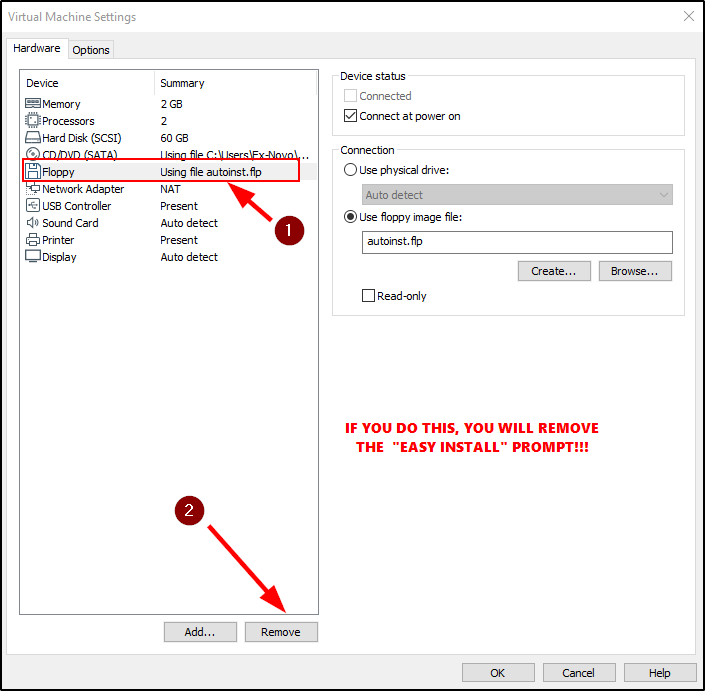 Virtual Machine Settings
Hardware Options
Device Summary
Memory 2 GB
Processors 2
Hard Disk (SCSI) 60 GB
CD/DVD (SATA) Using file C:\Users\Ex-Novo/...
Floppy Using file autoinst.flp
Network Adapter NAT
USB Controller Present
Sound Card Auto detect
Printer Present
Display Auto detect
1
2
Add... Remove
Device status
Connected
Connect at power on
Connection
Use physical drive:
Auto detect
Use floppy image file:
autoinst.flp
Create... Browse...
Read-only
IF YOU DO THIS, YOU WILL REMOVE
THE "EASY INSTALL" PROMPT!!!
OK Cancel Help